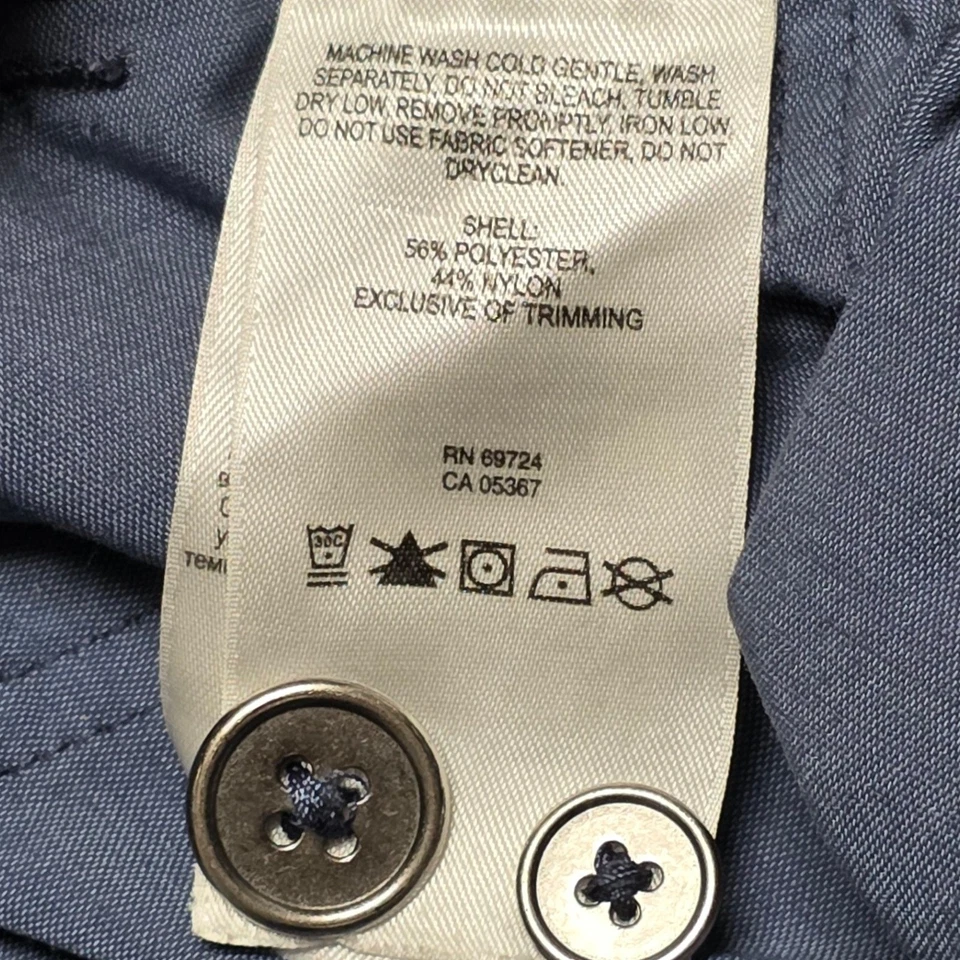 MACHINE WASH COLD GENTLE, WASH
SEPARATELY, DO NOT BLEACH, TUMBLE
DRY LOW, REMOVE PROMPTLY, IRON LOW,
DO NOT USE FABRIC SOFTENER, DO NOT
DRYCLEAN.
SHELL:
56% POLYESTER,
44% NYLON
EXCLUSIVE OF TRIMMING
RN 69724
CA 05367
30C